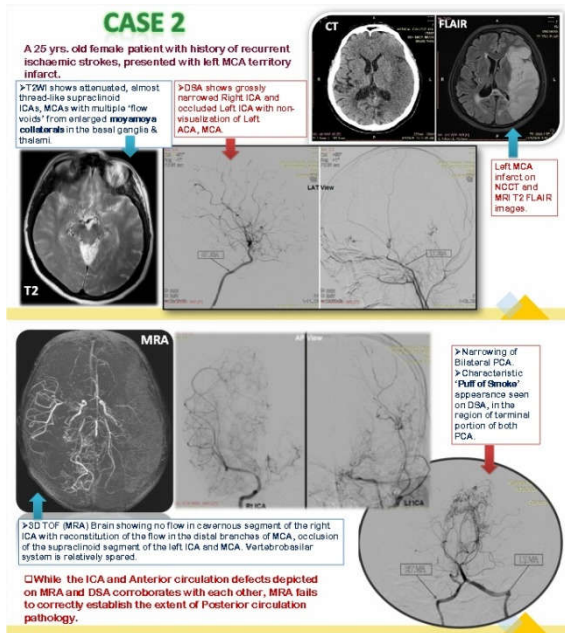 CASE 2
A 25 yrs. old female patient with history of recurrent
ischaemic strokes, presented with left MCA territory
infarct.
➢T2WI shows attenuated, almost
thread-like supraclinoid
ICAs, MCAs with multiple 'flow
voids' from enlarged moyamoya
collaterals in the basal ganglia &
thalami.
➢DSA shows grossly
narrowed Right ICA and
occluded Left ICA with non-
visualization of Left
ACA, MCA.
CT
FLAIR
Left MCA
infarct on
NCCT and
MRI T2 FLAIR
images.
LAT View
T2
MRA
AP View
➢Narrowing of
Bilateral PCA.
➢Characteristic
'Puff of Smoke'
appearance seen
on DSA, in the
region of terminal
portion of both
PCA.
Rt ICA
Lt ICA
➢3D TOF (MRA) Brain showing no flow in cavernous segment of the right
ICA with reconstitution of the flow in the distal branches of MCA, occlusion
of the supraclinoid segment of the left ICA and MCA. Vertebrobasilar
system is relatively spared.
❑While the ICA and Anterior circulation defects depicted
on MRA and DSA corroborates with each other, MRA fails
to correctly establish the extent of Posterior circulation
pathology.